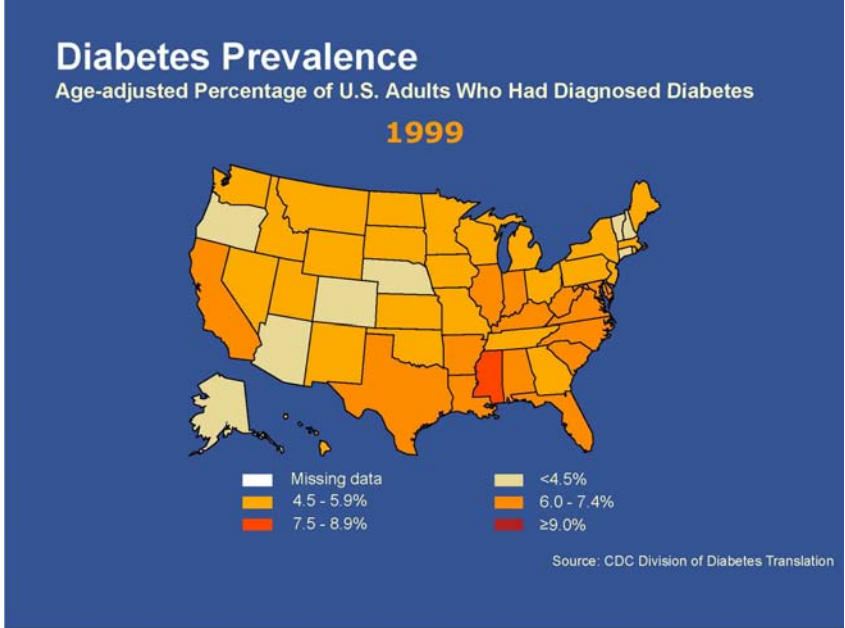 Diabetes Prevalence
Age-adjusted Percentage of U.S. Adults Who Had Diagnosed Diabetes
1999
Missing data
<4.5%
4.5 - 5.9%
6.0 - 7.4%
7.5 - 8.9%
≥9.0%
Source: CDC Division of Diabetes Translation